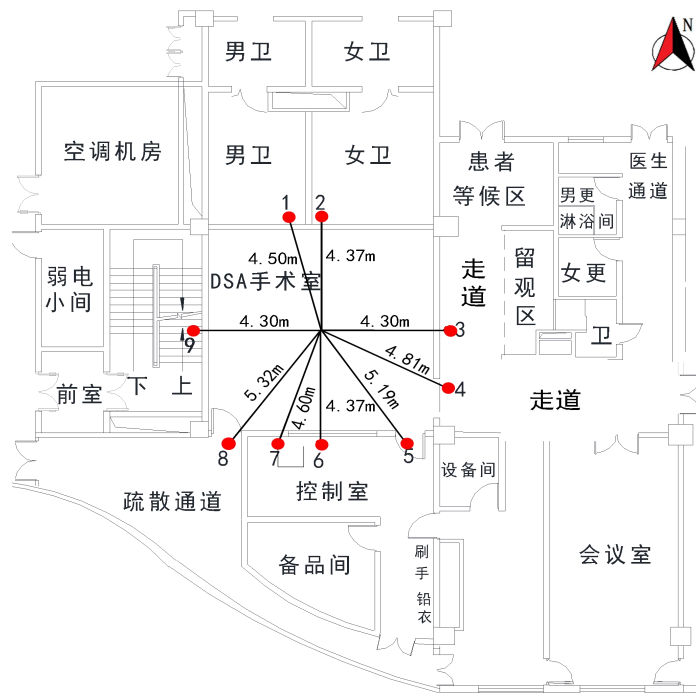 N
男卫
女卫
空调机房
男卫
女卫
患者
等候区
医生
通道
男更
淋浴间
1
2
4.50m
4.37m
DSA手术室
弱电
小间
走
道
留
观
区
女更
卫
9
4.30m
4.30m
3
4.81m
4
前室
下
上
5.32m
4.60m
4.37m
5.19m
走道
8
7
6
5
疏散通道
控制室
设备间
备品间
刷
手
铅
衣
会议室